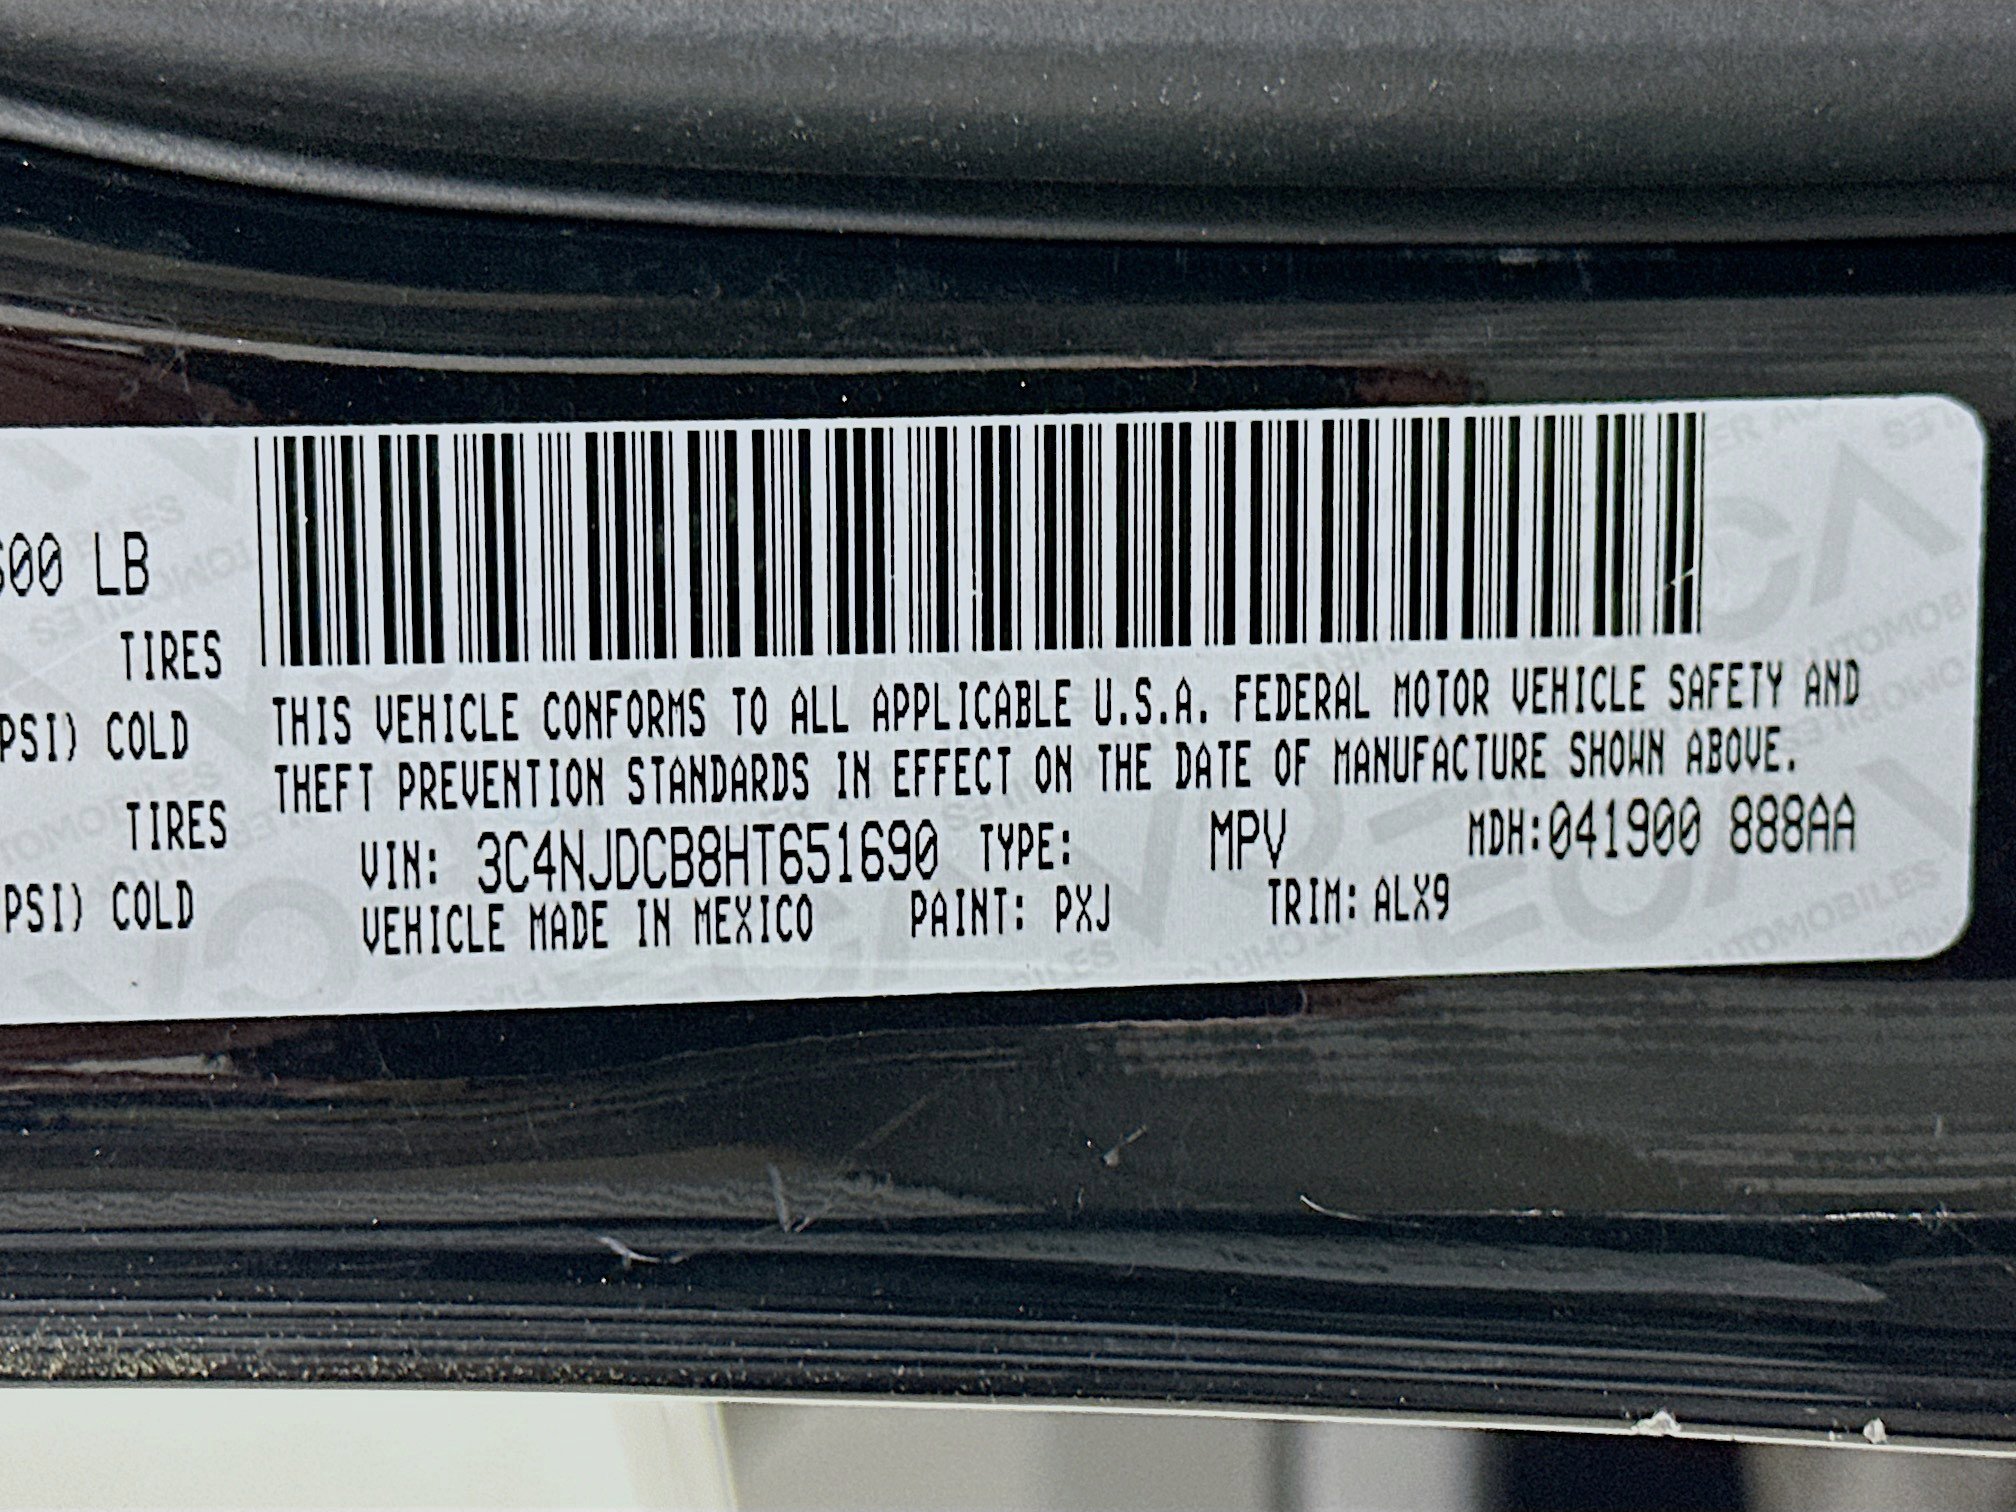 00 LB
TIRES
PSI) COLD
TIRES
PSI) COLD
THIS VEHICLE CONFORMS TO ALL APPLICABLE U.S.A. FEDERAL MOTOR VEHICLE SAFETY AND
THEFT PREVENTION STANDARDS IN EFFECT ON THE DATE OF MANUFACTURE SHOWN ABOVE.
VIN: 3C4NJDCB8HT651690 TYPE: MPV MDH:041900 888AA
VEHICLE MADE IN MEXICO PAINT: PXJ TRIM: ALX9